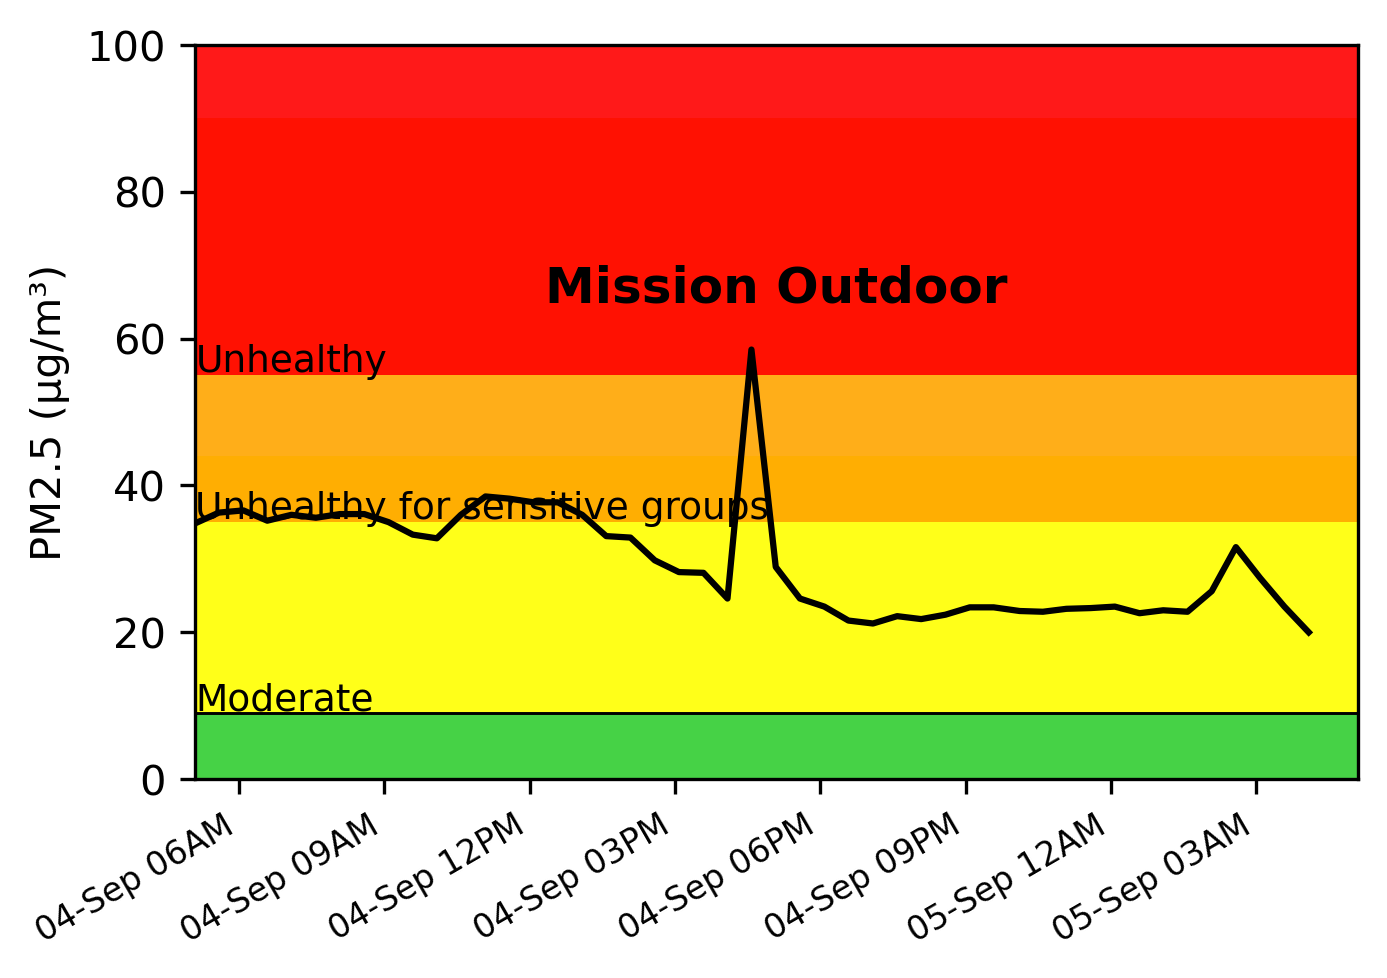 100
80
60
40
20
0
PM2.5 (µg/m³)
Mission Outdoor
Unhealthy
Unhealthy for sensitive groups
Moderate
04-Sep 06AM
04-Sep 09AM
04-Sep 12PM
04-Sep 03PM
04-Sep 06PM
04-Sep 09PM
05-Sep 12AM
05-Sep 03AM